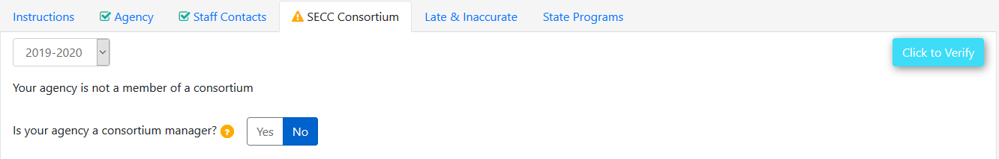 Instructions Agency Staff Contacts SECC Consortium Late & Inaccurate State Programs
2019-2020 Click to Verify
Your agency is not a member of a consortium
Is your agency a consortium manager? ? Yes No